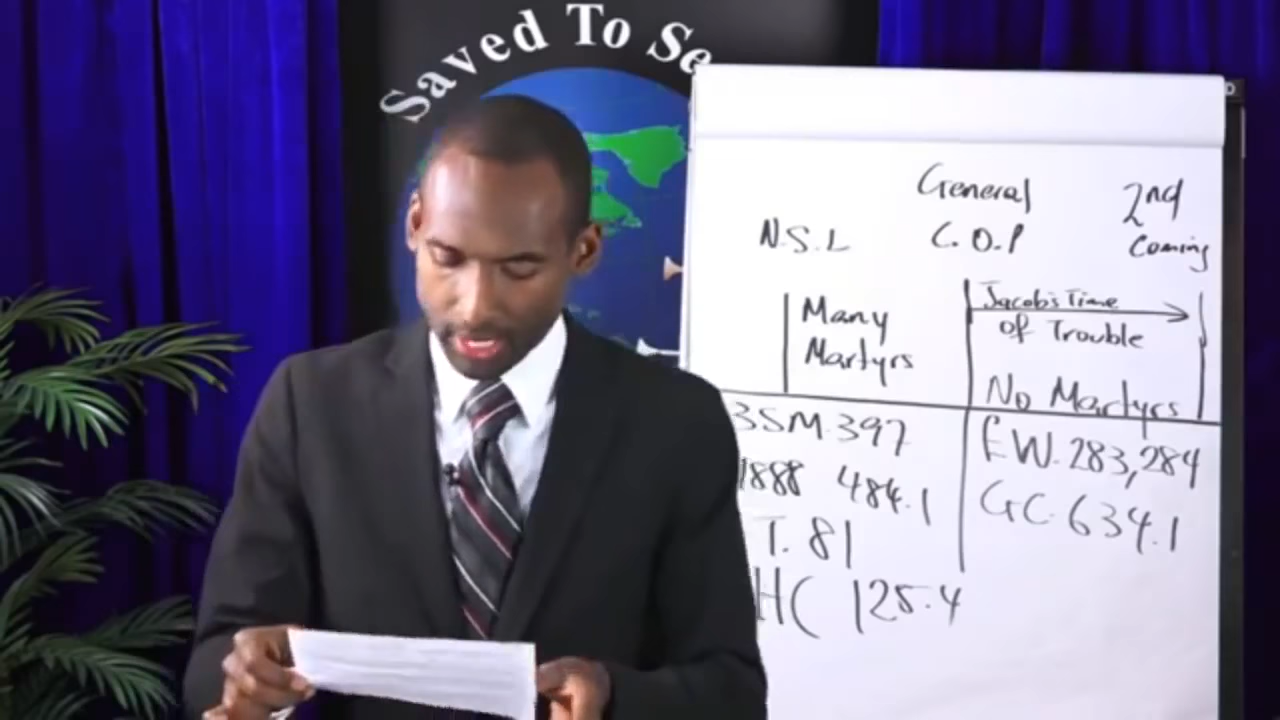 Saved To Se
General
2nd
N.S.L
C.O.P
Coming
Many
Martyrs
Jacob's Time
of Trouble
No Martyrs
3SM.397
1888 484.1
T. 81
HC 125.4
EW.283,284
GC.634.1